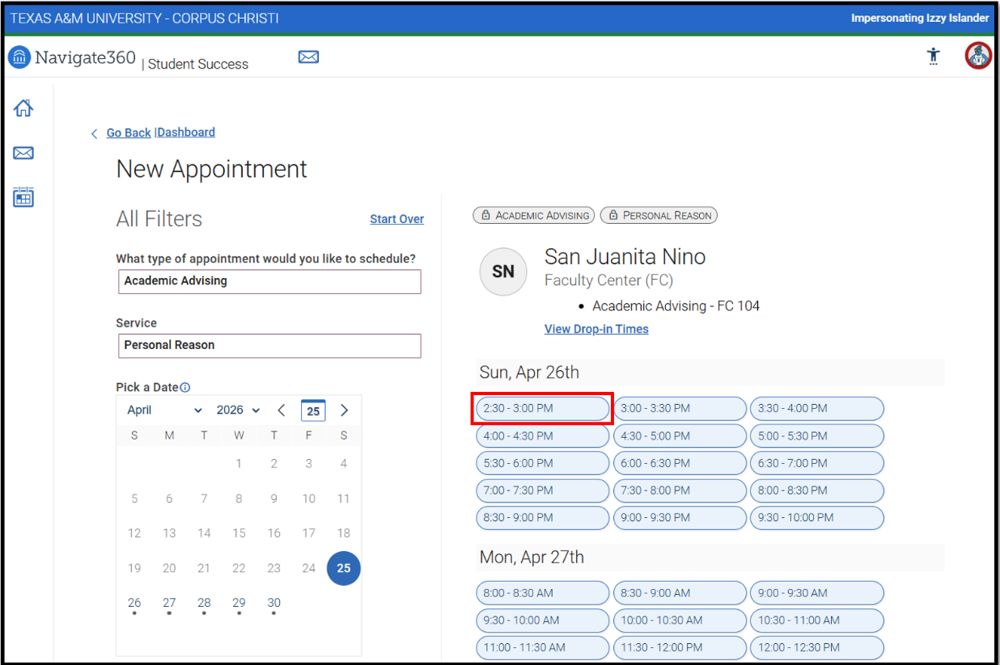 TEXAS A&M UNIVERSITY - CORPUS CHRISTI
Impersonating Izzy Islander
Navigate360 | Student Success
Go Back |Dashboard
New Appointment
All Filters
Start Over
What type of appointment would you like to schedule?
Academic Advising
Service
Personal Reason
Pick a Date
April 2026 25
S M T W T F S
1 2 3 4
5 6 7 8 9 10 11
12 13 14 15 16 17 18
19 20 21 22 23 24 25
26 27 28 29 30
ACADEMIC ADVISING PERSONAL REASON
SN
San Juanita Nino
Faculty Center (FC)
• Academic Advising - FC 104
View Drop-in Times
Sun, Apr 26th
2:30 - 3:00 PM 3:00 - 3:30 PM 3:30 - 4:00 PM
4:00 - 4:30 PM 4:30 - 5:00 PM 5:00 - 5:30 PM
5:30 - 6:00 PM 6:00 - 6:30 PM 6:30 - 7:00 PM
7:00 - 7:30 PM 7:30 - 8:00 PM 8:00 - 8:30 PM
8:30 - 9:00 PM 9:00 - 9:30 PM 9:30 - 10:00 PM
Mon, Apr 27th
8:00 - 8:30 AM 8:30 - 9:00 AM 9:00 - 9:30 AM
9:30 - 10:00 AM 10:00 - 10:30 AM 10:30 - 11:00 AM
11:00 - 11:30 AM 11:30 - 12:00 PM 12:00 - 12:30 PM